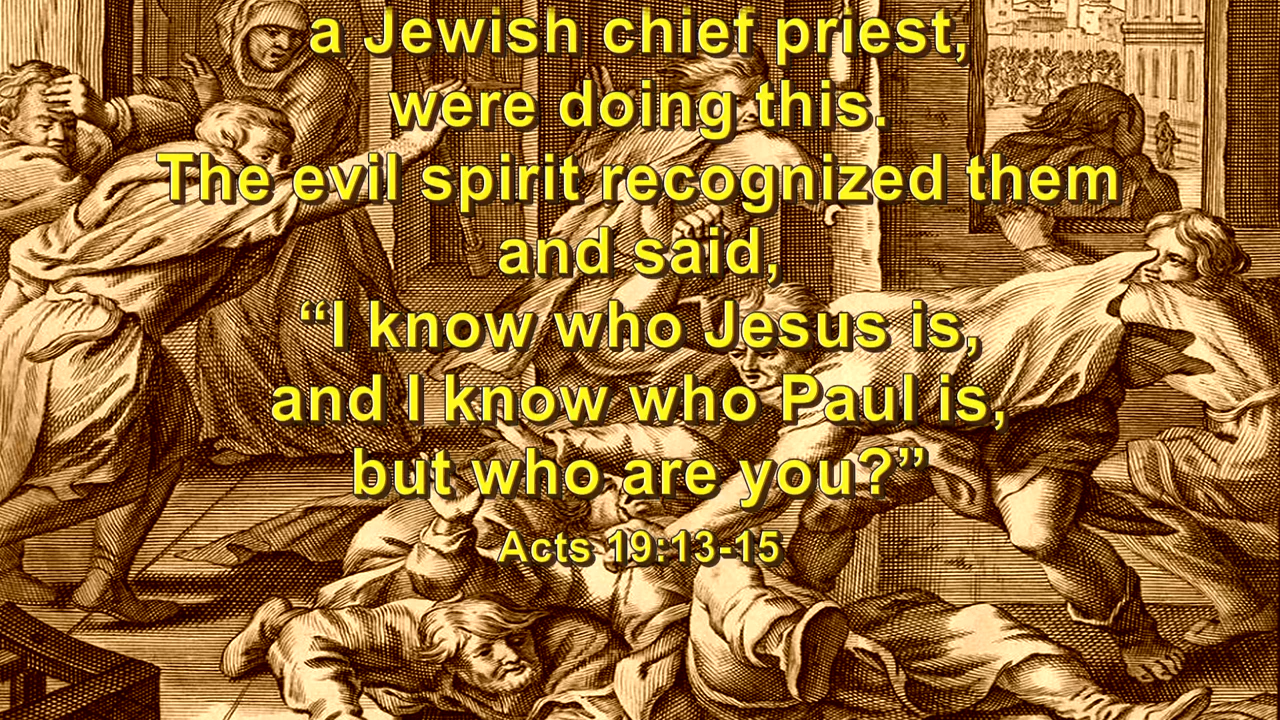 a Jewish chief priest,
were doing this.
The evil spirit recognized them
and said,
“I know who Jesus is,
and I know who Paul is,
but who are you?”
Acts 19:13-15